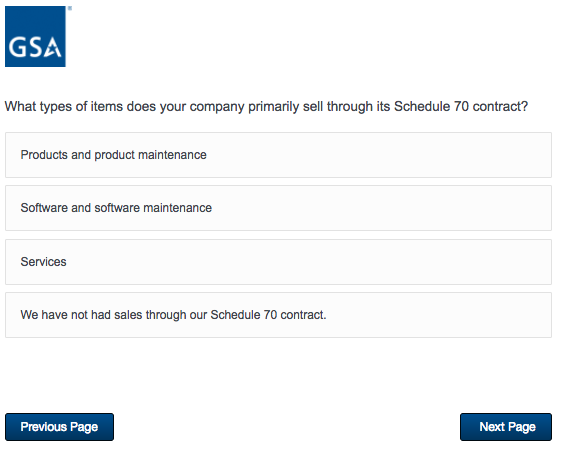 GSA
What types of items does your company primarily sell through its Schedule 70 contract?
Products and product maintenance
Software and software maintenance
Services
We have not had sales through our Schedule 70 contract.
Previous Page
Next Page